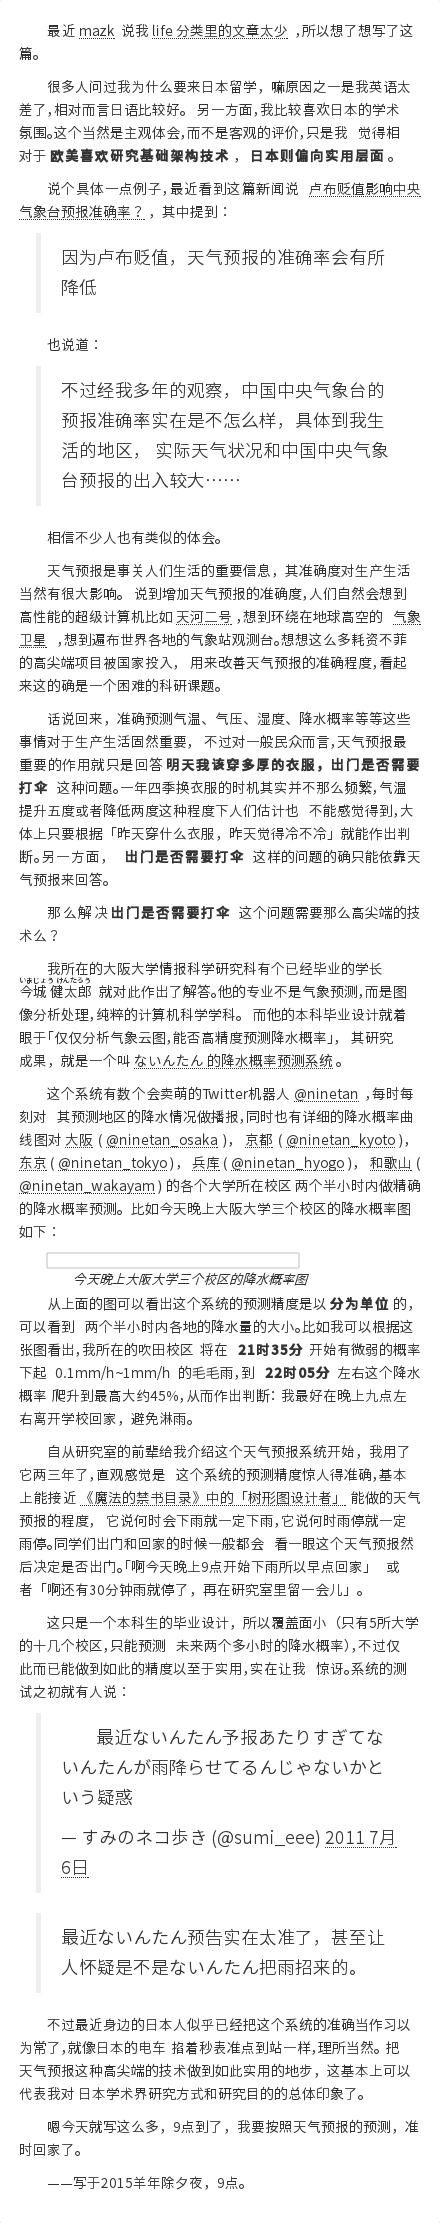 最近 mazk 说我 life 分类里的文章太少 ,所以想了想写了这
篇。
很多人问过我为什么要来日本留学，嘛原因之一是我英语太
差了,相对而言日语比较好。 另一方面,我比较喜欢日本的学术
氛围。这个当然是主观体会,而不是客观的评价,只是我 觉得相
对于 欧美喜欢研究基础架构技术 ， 日本则偏向实用层面 。
说个具体一点例子,最近看到这篇新闻说 卢布贬值影响中央
气象台预报准确率？ ，其中提到：
因为卢布贬值，天气预报的准确率会有所
降低
也说道：
不过经我多年的观察，中国中央气象台的
预报准确率实在是不怎么样，具体到我生
活的地区， 实际天气状况和中国中央气象
台预报的出入较大……
相信不少人也有类似的体会。
天气预报是事关人们生活的重要信息，其准确度对生产生活
当然有很大影响。 说到增加天气预报的准确度,人们自然会想到
高性能的超级计算机比如 天河二号 ,想到环绕在地球高空的 气象
卫星 ,想到遍布世界各地的气象站观测台。想想这么多耗资不菲
的高尖端项目被国家投入， 用来改善天气预报的准确程度,看起
来这的确是一个困难的科研课题。
话说回来，准确预测气温、气压、湿度、降水概率等等这些
事情对于生产生活固然重要， 不过对一般民众而言,天气预报最
重要的作用就只是回答 明天我该穿多厚的衣服，出门是否需要
打伞 这种问题。一年四季换衣服的时机其实并不那么频繁,气温
提升五度或者降低两度这种程度下人们估计也 不能感觉得到,大
体上只要根据「昨天穿什么衣服，昨天觉得冷不冷」就能作出判
断。另一方面， 出门是否需要打伞 这样的问题的确只能依靠天
气预报来回答。
那么解决 出门是否需要打伞 这个问题需要那么高尖端的技
术么？
我所在的大阪大学情报科学研究科有个已经毕业的学长
いまじょう けんたろう
今城 健太郎 就对此作出了解答。他的专业不是气象预测,而是图
像分析处理,纯粹的计算机科学学科。 而他的本科毕业设计就着
眼于「仅仅分析气象云图,能否高精度预测降水概率」， 其研究
成果，就是一个叫 ないんたん 的降水概率预测系统 。
这个系统有数个会卖萌的Twitter机器人 @ninetan ,每时每
刻对 其预测地区的降水情况做播报,同时也有详细的降水概率曲
线图对 大阪 ( @ninetan_osaka )， 京都 ( @ninetan_kyoto )，
东京 ( @ninetan_tokyo )， 兵库 ( @ninetan_hyogo )， 和歌山 (
@ninetan_wakayam ) 的各个大学所在校区 两个半小时内做精确
的降水概率预测。比如今天晚上大阪大学三个校区的降水概率图
如下：
今天晚上大阪大学三个校区的降水概率图
从上面的图可以看出这个系统的预测精度是以 分为单位 的，
可以看到 两个半小时内各地的降水量的大小。比如我可以根据这
张图看出,我所在的吹田校区 将在 21时35分 开始有微弱的概率
下起 0.1mm/h~1mm/h 的毛毛雨,到 22时05分 左右这个降水
概率 爬升到最高大约45%,从而作出判断： 我最好在晚上九点左
右离开学校回家，避免淋雨。
自从研究室的前辈给我介绍这个天气预报系统开始，我用了
它两三年了,直观感觉是 这个系统的预测精度惊人得准确,基本
上能接近 《魔法的禁书目录》中的「树形图设计者」 能做的天气
预报的程度， 它说何时会下雨就一定下雨,它说何时雨停就一定
雨停。同学们出门和回家的时候一般都会 看一眼这个天气预报然
后决定是否出门。「啊今天晚上9点开始下雨所以早点回家」 或
者「啊还有30分钟雨就停了，再在研究室里留一会儿」。
这只是一个本科生的毕业设计，所以覆盖面小（只有5所大学
的十几个校区,只能预测 未来两个多小时的降水概率）,不过仅
此而已能做到如此的精度以至于实用,实在让我 惊讶。系统的测
试之初就有人说：
最近ないんたん予报あたりすぎてな
いんたんが雨降らせてるんじゃないかと
いう疑惑
— すみのネコ歩き (@sumi_eee) 2011 7月
6日
最近ないんたん预告实在太准了，甚至让
人怀疑是不是ないんたん把雨招来的。
不过最近身边的日本人似乎已经把这个系统的准确当作习以
为常了,就像日本的电车 掐着秒表准点到站一样,理所当然。 把
天气预报这种高尖端的技术做到如此实用的地步，这基本上可以
代表我对 日本学术界研究方式和研究目的的总体印象了。
嗯今天就写这么多，9点到了，我要按照天气预报的预测，准
时回家了。
——写于2015羊年除夕夜，9点。